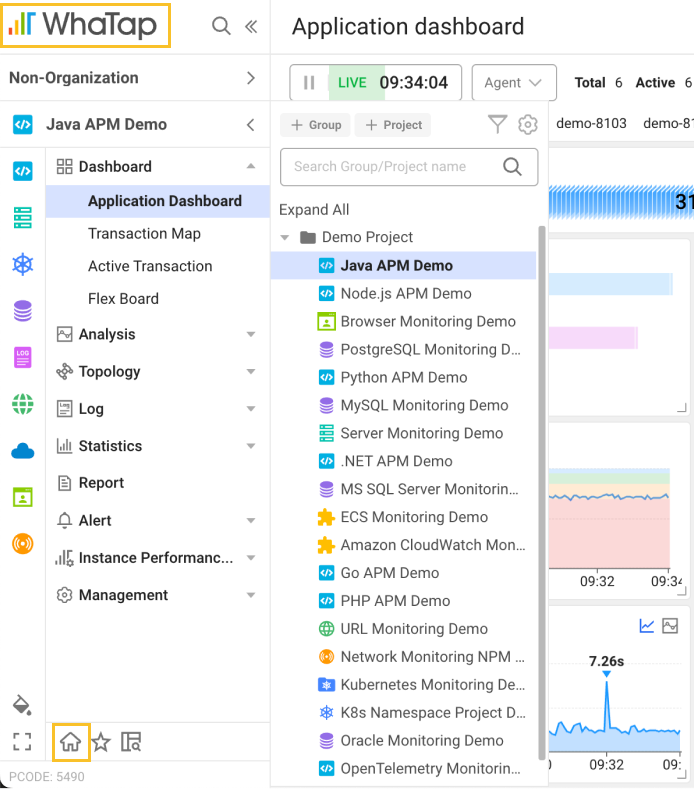 WhaTap
Application dashboard
Non-Organization
LIVE 09:34:04
Agent
Total 6 Active 6
Java APM Demo
+ Group
+ Project
demo-8103 demo-81
Dashboard
Application Dashboard
Transaction Map
Active Transaction
Flex Board
Analysis
Topology
LOG
Log
Statistics
Report
Alert
Instance Performanc...
Management
PCODE: 5490
Search Group/Project name
Expand All
Demo Project
Java APM Demo
Node.js APM Demo
Browser Monitoring Demo
PostgreSQL Monitoring D...
Python APM Demo
MySQL Monitoring Demo
Server Monitoring Demo
.NET APM Demo
MS SQL Server Monitorin...
ECS Monitoring Demo
Amazon CloudWatch Mon...
Go APM Demo
PHP APM Demo
URL Monitoring Demo
Network Monitoring NPM ...
Kubernetes Monitoring De...
K8s Namespace Project D...
Oracle Monitoring Demo
OpenTelemetry Monitorin...
31
09:32 09:34
7.26s
09:32 09:34